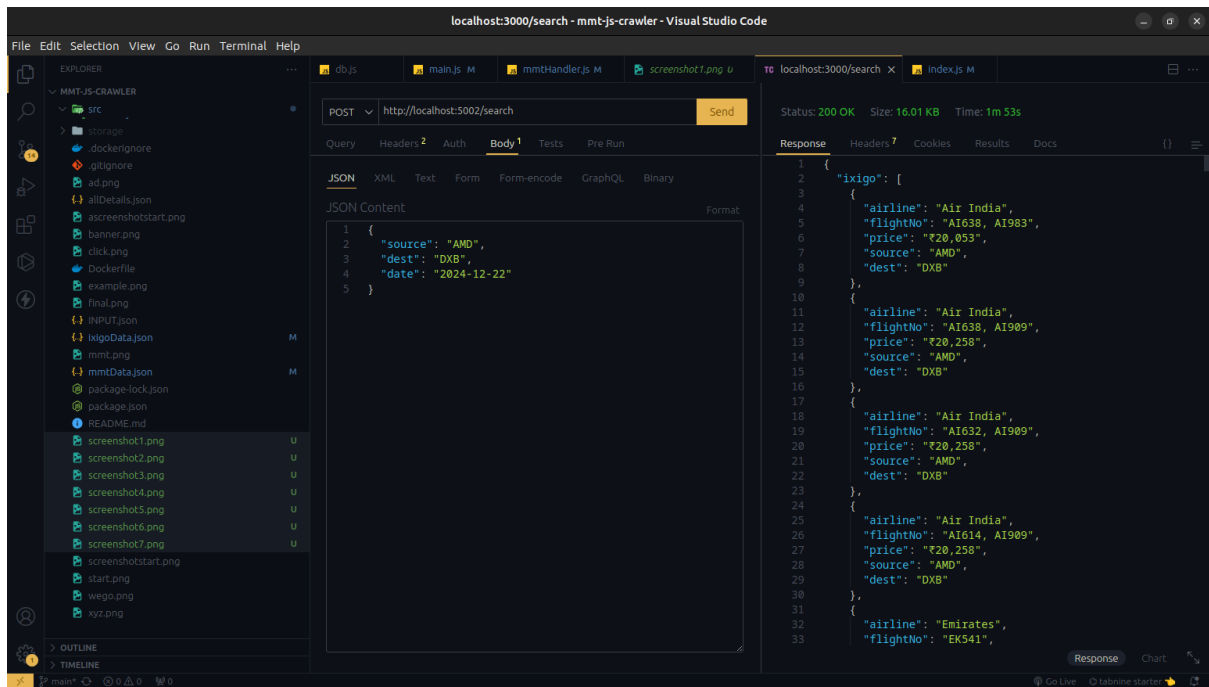 localhost:3000/search - mmt-js-crawler - Visual Studio Code
File Edit Selection View Go Run Terminal Help
EXPLORER
MMT-JS-CRAWLER
src
storage
.dockerignore
.gitignore
ad.png
allDetails.json
ascreenshotstart.png
banner.png
click.png
Dockerfile
example.png
final.png
INPUT.json
ixigoData.json M
mmt.png
mmtData.json M
package-lock.json
package.json
README.md
screenshot1.png U
screenshot2.png U
screenshot3.png U
screenshot4.png U
screenshot5.png U
screenshot6.png U
screenshot7.png U
screenshotstart.png
start.png
wego.png
xyz.png
OUTLINE
TIMELINE
14
1
db.js main.js M mmtHandler.js M screenshot1.png U TC localhost:3000/search index.js M
POST http://localhost:5002/search Send
Query Headers 2 Auth Body 1 Tests Pre Run
JSON XML Text Form Form-encode GraphQL Binary
JSON Content Format
1 {
2 "source": "AMD",
3 "dest": "DXB",
4 "date": "2024-12-22"
5 }
Status: 200 OK Size: 16.01 KB Time: 1m 53s
Response Headers 7 Cookies Results Docs {}
1 {
2 "ixigo": [
3 {
4 "airline": "Air India",
5 "flightNo": "AI638, AI983",
6 "price": "₹20,053",
7 "source": "AMD",
8 "dest": "DXB"
9 },
10 {
11 "airline": "Air India",
12 "flightNo": "AI638, AI909",
13 "price": "₹20,258",
14 "source": "AMD",
15 "dest": "DXB"
16 },
17 {
18 "airline": "Air India",
19 "flightNo": "AI632, AI909",
20 "price": "₹20,258",
21 "source": "AMD",
22 "dest": "DXB"
23 },
24 {
25 "airline": "Air India",
26 "flightNo": "AI614, AI909",
27 "price": "₹20,258",
28 "source": "AMD",
29 "dest": "DXB"
30 },
31 {
32 "airline": "Emirates",
33 "flightNo": "EK541",
Response Chart
main* 0 0 0 Go Live tabnine starter